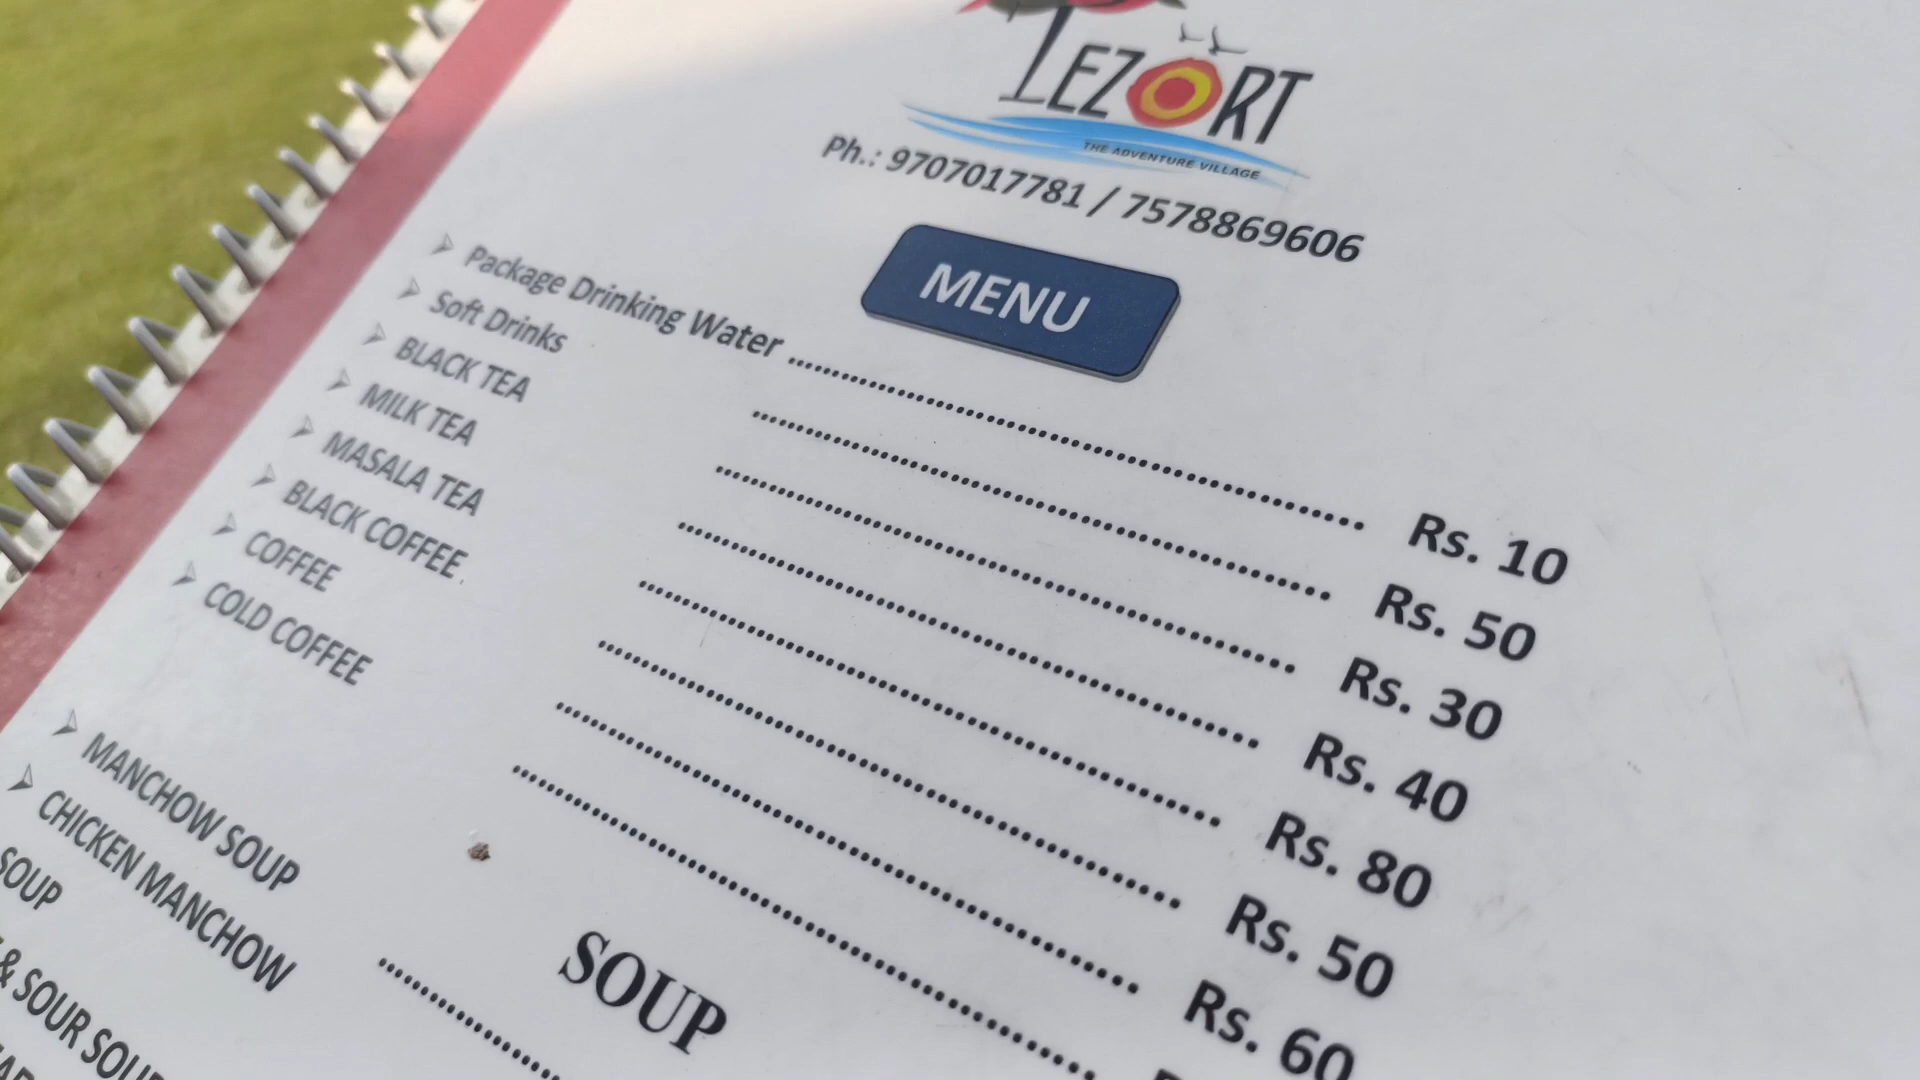 LEZORT
THE ADVENTURE VILLAGE
Ph.: 9707017781 / 7578869606
MENU
Package Drinking Water ................ Rs. 10
Soft Drinks ................ Rs. 50
BLACK TEA ................ Rs. 30
MILK TEA ................ Rs. 40
MASALA TEA ................ Rs. 80
BLACK COFFEE ................ Rs. 50
COFFEE ................ Rs. 60
COLD COFFEE ................
SOUP
MANCHOW SOUP ................
CHICKEN MANCHOW
SOUP
& SOUR SOUP